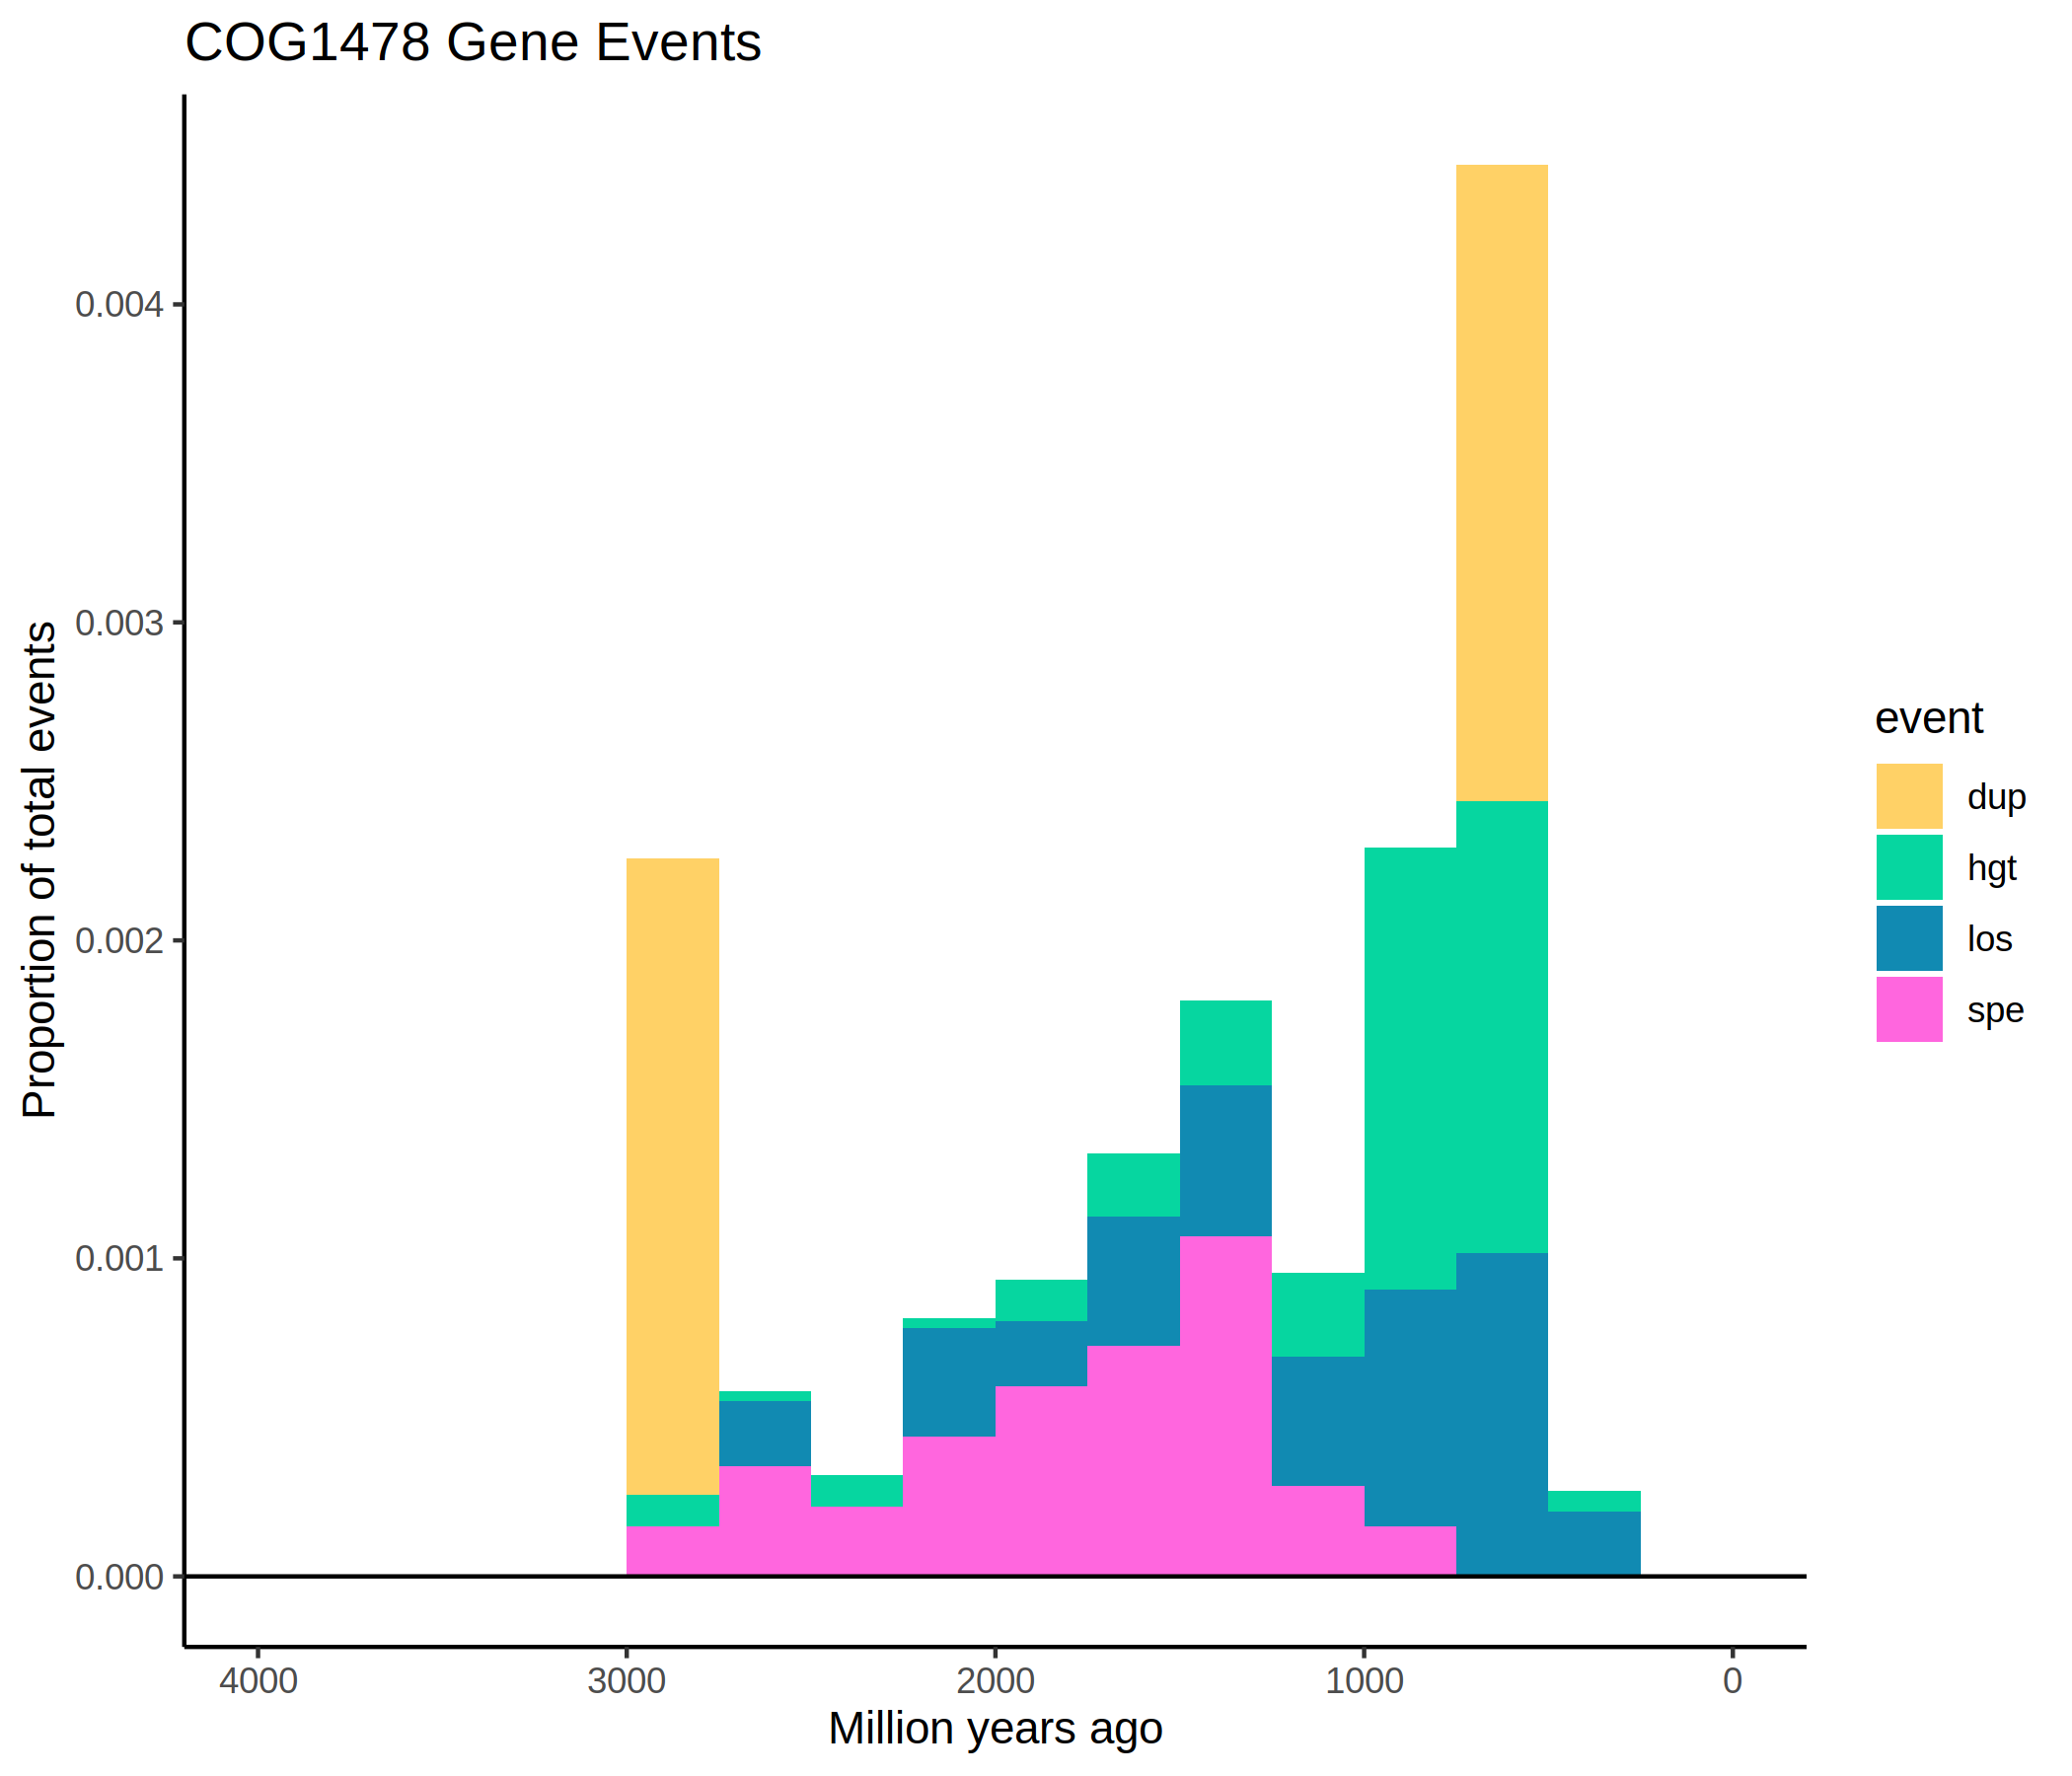 COG1478 Gene Events
Proportion of total events
0.004
0.003
0.002
0.001
0.000
4000
3000
2000
1000
0
Million years ago
event
dup
hgt
los
spe